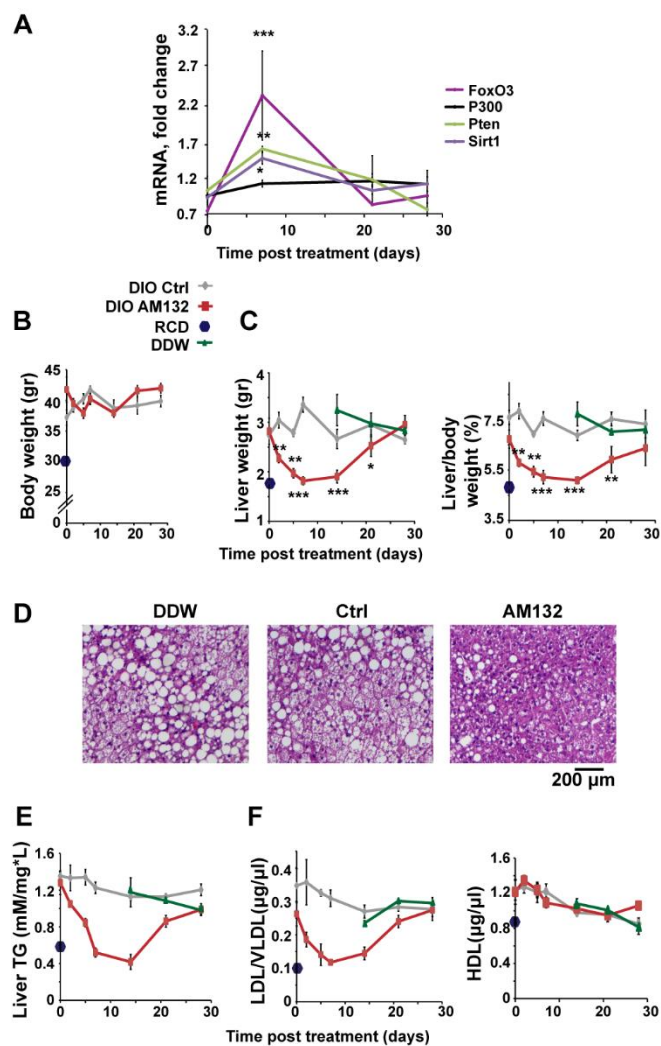 A
mRNA, fold change
3.2
2.7
2.2
1.7
1.2
0.7
***
**
*
FoxO3
P300
Pten
Sirt1
0 10 20 30
Time post treatment (days)
DIO Ctrl
DIO AM132
RCD
DDW
B
Body weight (gr)
45
40
35
30
25
0
0 10 20 30
C
Liver weight (gr)
4
3
2
1
** ** *** *** *
0 10 20 30
Liver/body
weight (%)
7.5
5.5
3.5
** ** *** *** **
0 10 20 30
Time post treatment (days)
D
DDW Ctrl AM132
200 µm
E
Liver TG (mM/mg*L)
1.6
1.2
0.8
0.4
0
0 10 20 30
F
LDL/VLDL(µg/µl)
0.4
0.3
0.2
0.1
0
0 10 20 30
HDL(µg/µl)
1.6
1.2
0.8
0.4
0
0 10 20 30
Time post treatment (days)